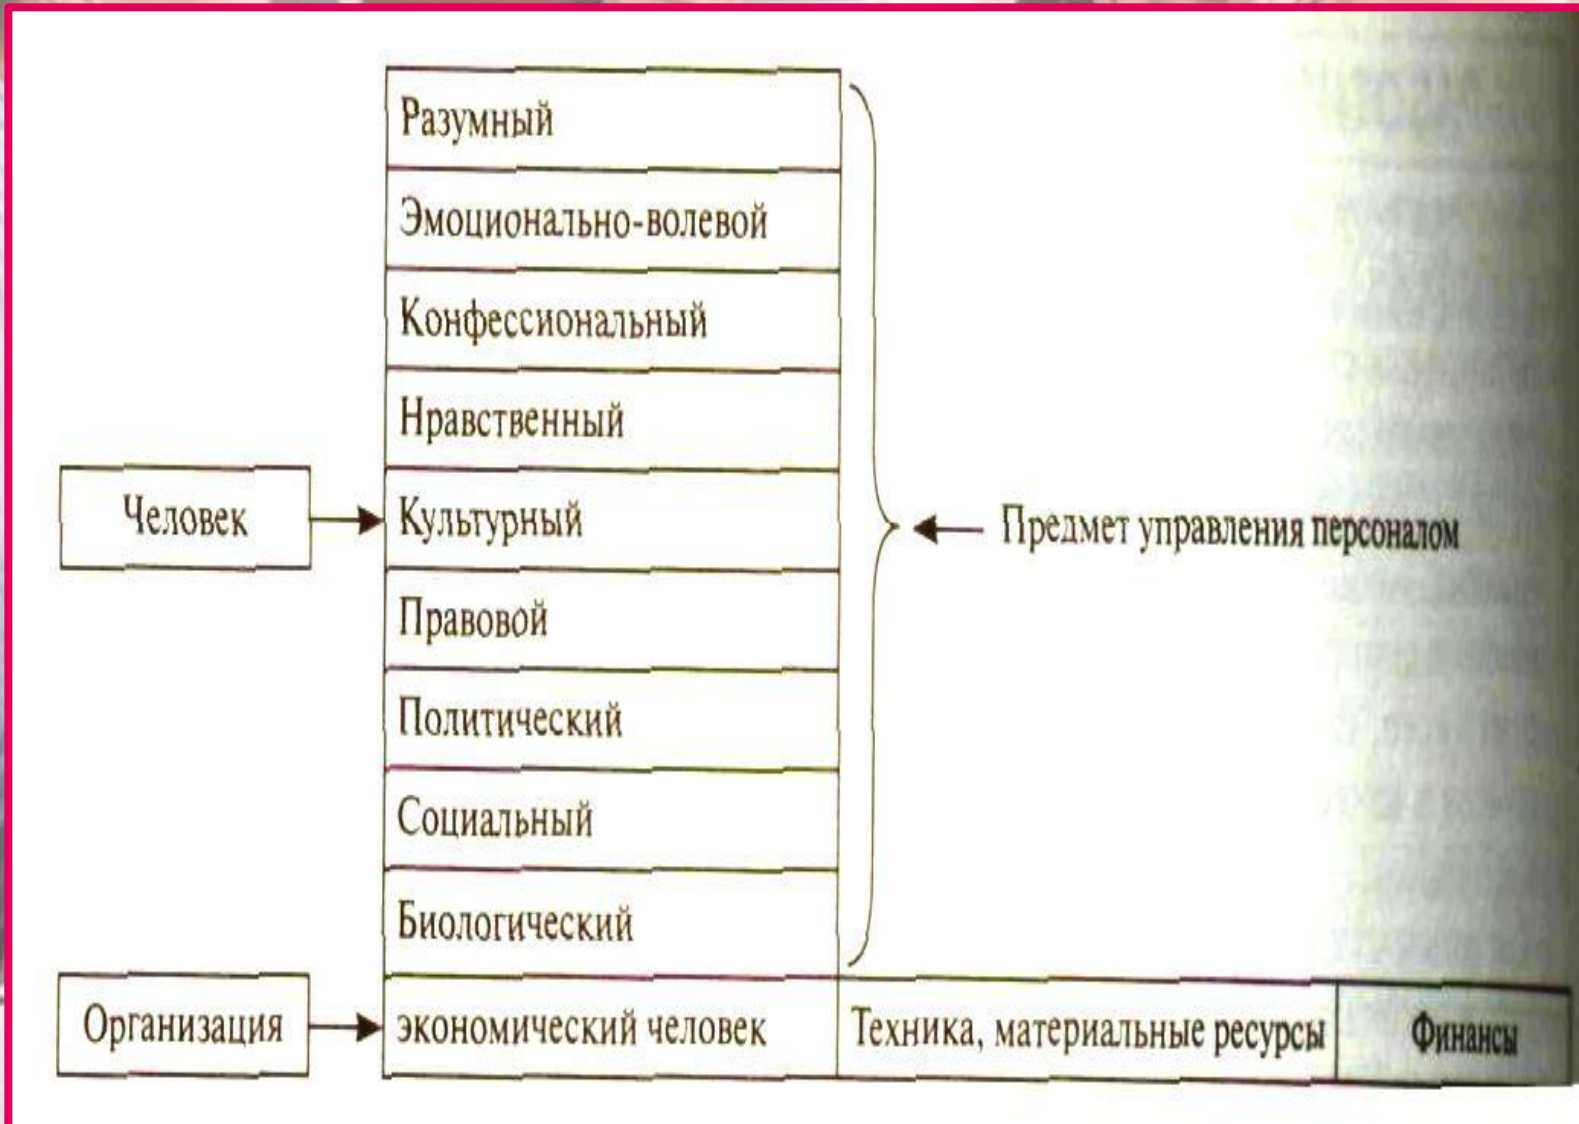 Разумный
Эмоционально-волевой
Конфессиональный
Нравственный
Человек
Культурный
Предмет управления персоналом
Правовой
Политический
Социальный
Биологический
Организация
экономический человек
Техника, материальные ресурсы
Финансы